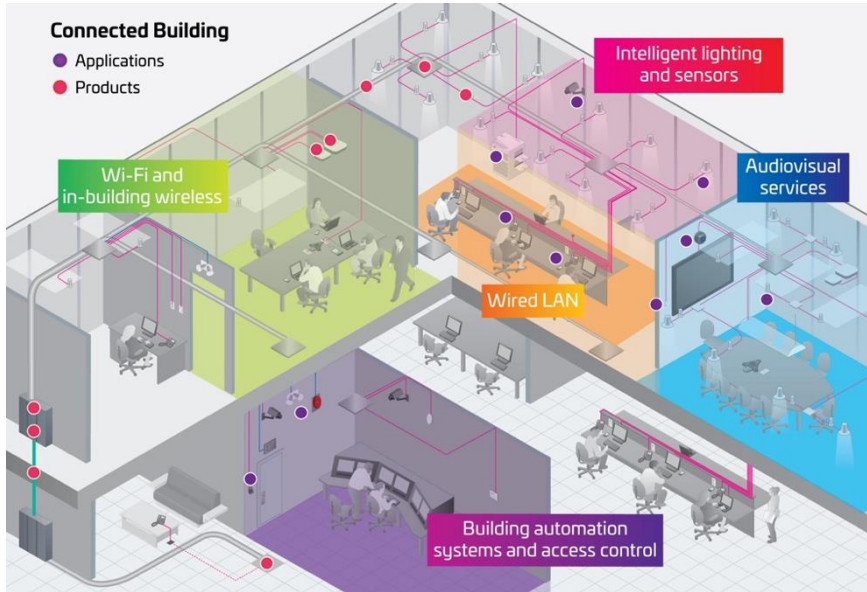 Connected Building
Applications
Products
Intelligent lighting
and sensors
Wi-Fi and
in-building wireless
Audiovisual
services
Wired LAN
Building automation
systems and access control